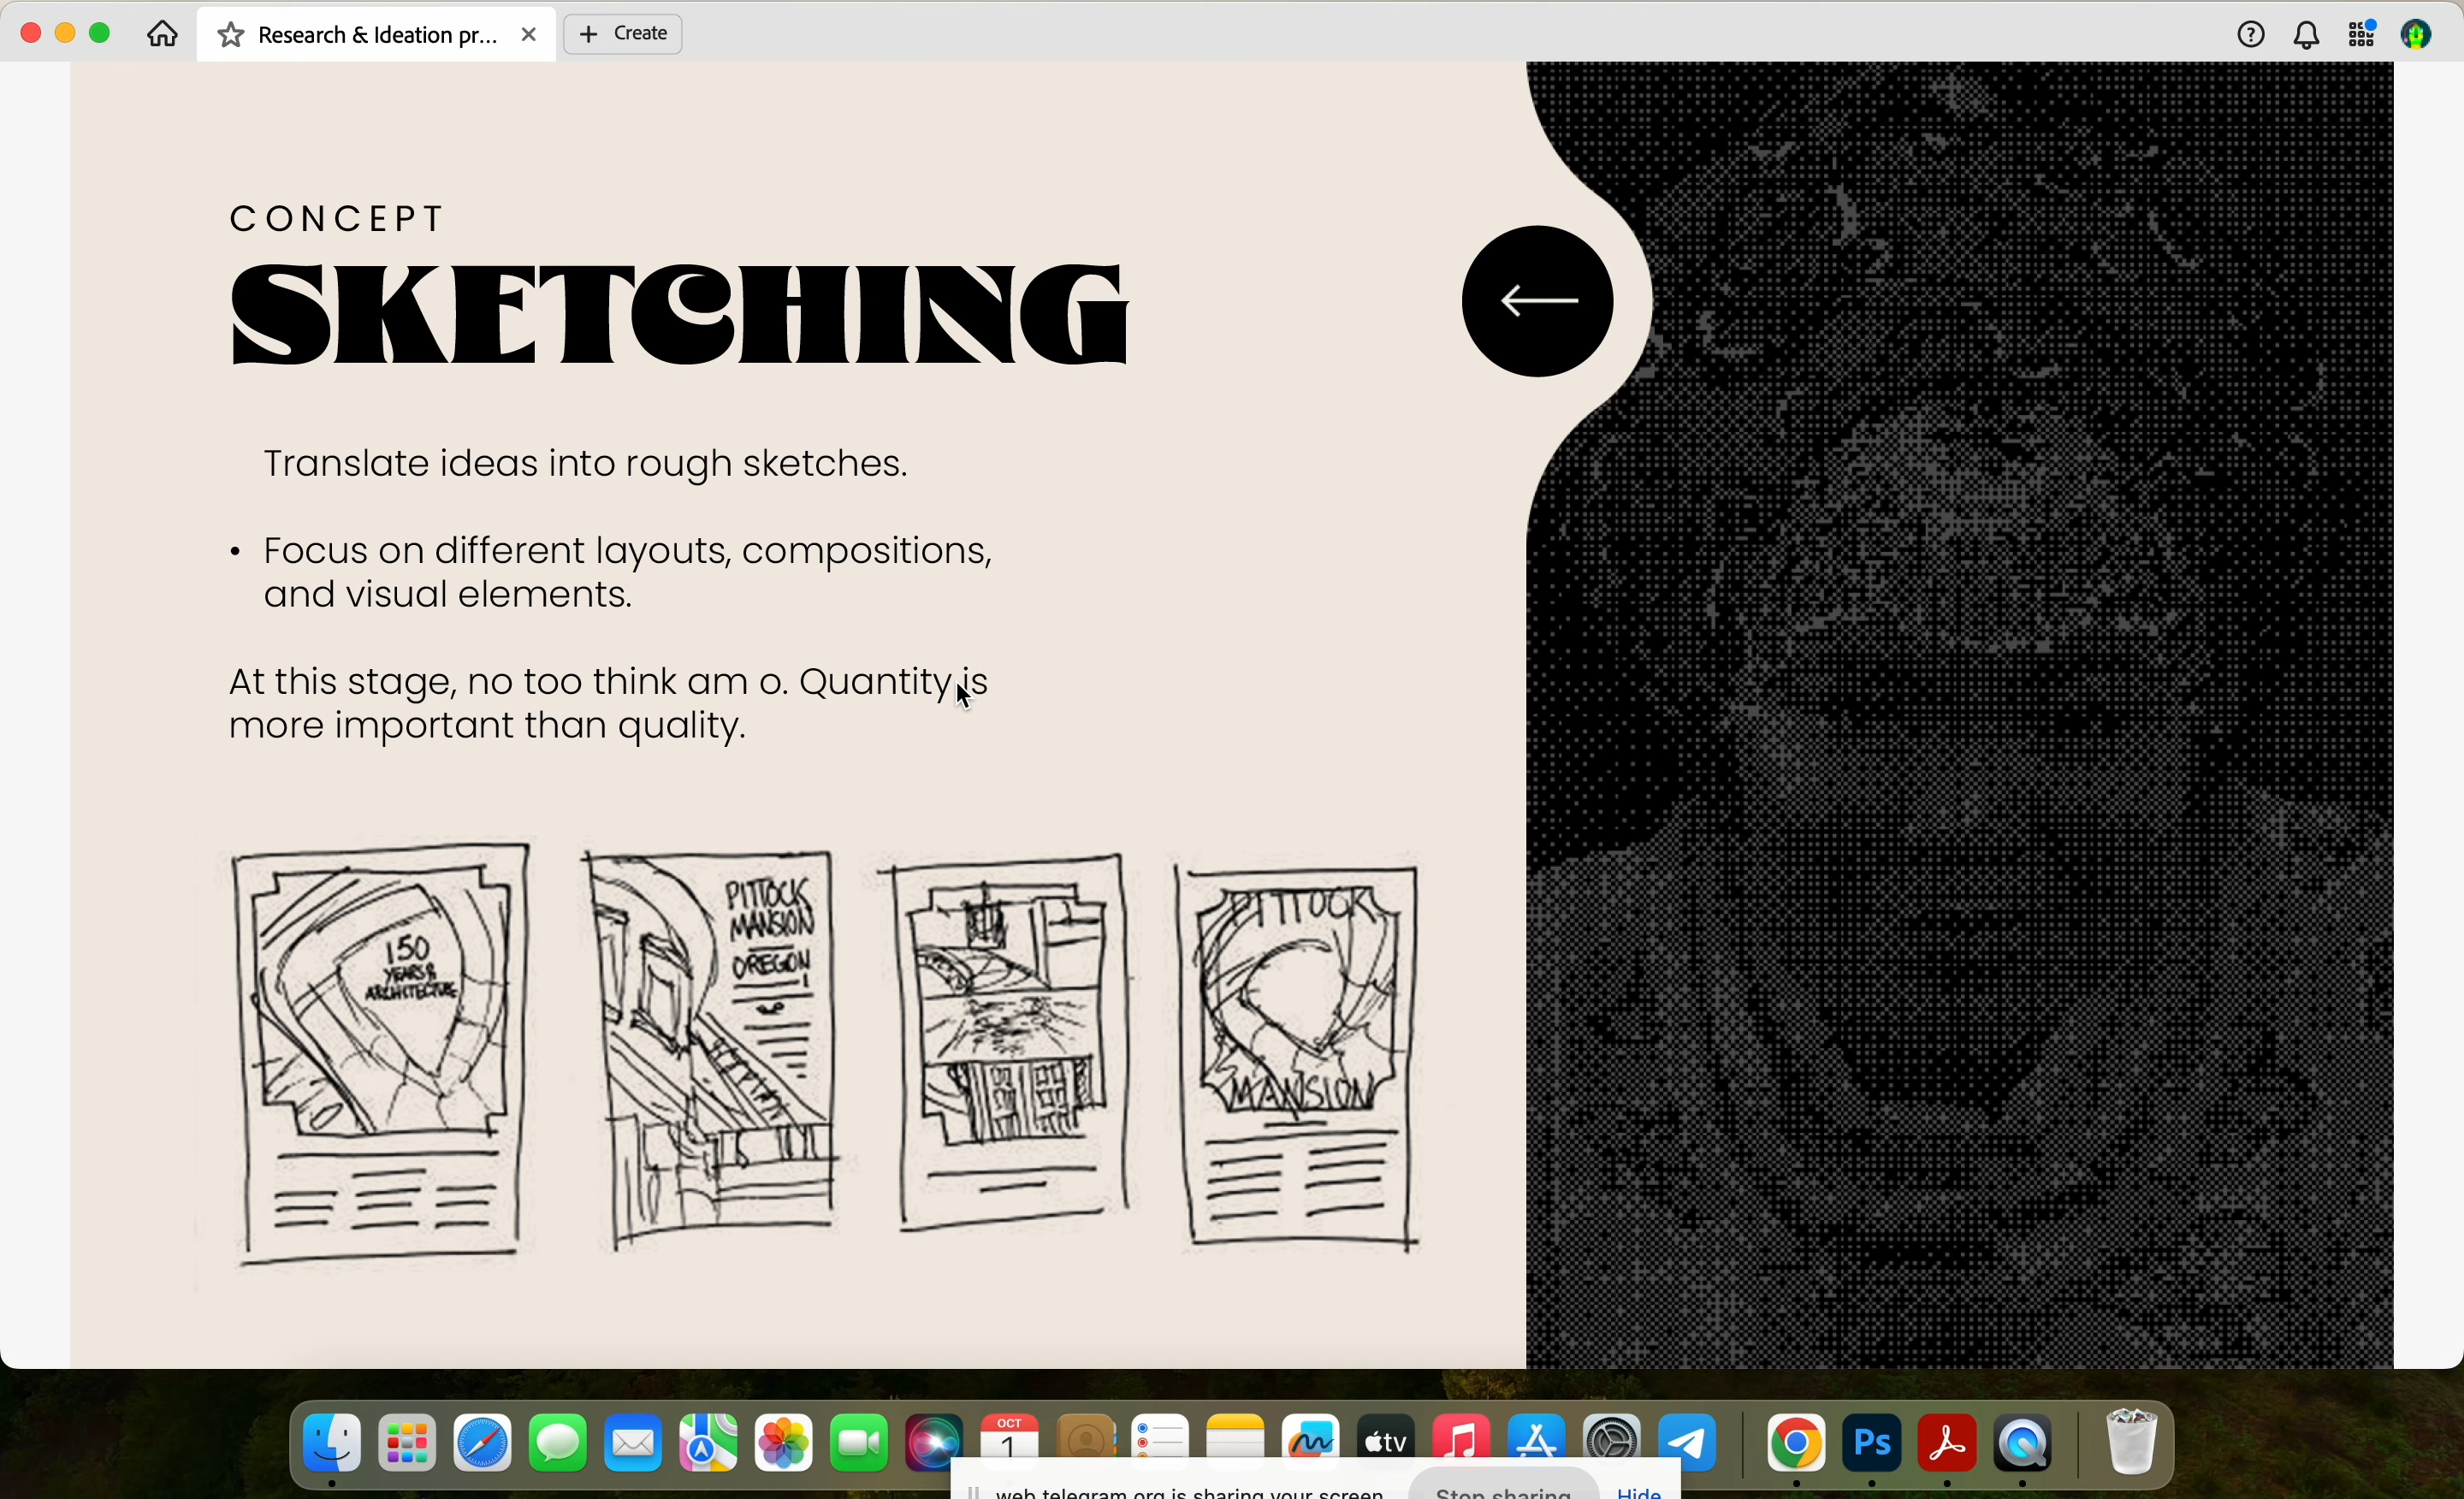 Research & Ideation pr...
Create
CONCEPT
SKETCHING
Translate ideas into rough sketches.
• Focus on different layouts, compositions,
and visual elements.
At this stage, no too think am o. Quantity is
more important than quality.
150
YEARS &
ARCHITECTURE
PITTOCK
MANSION
OREGON
PITTOCK
MANSION
OCT
1
tv
Ps
web.telegram.org is sharing your screen.
Stop sharing
Hide